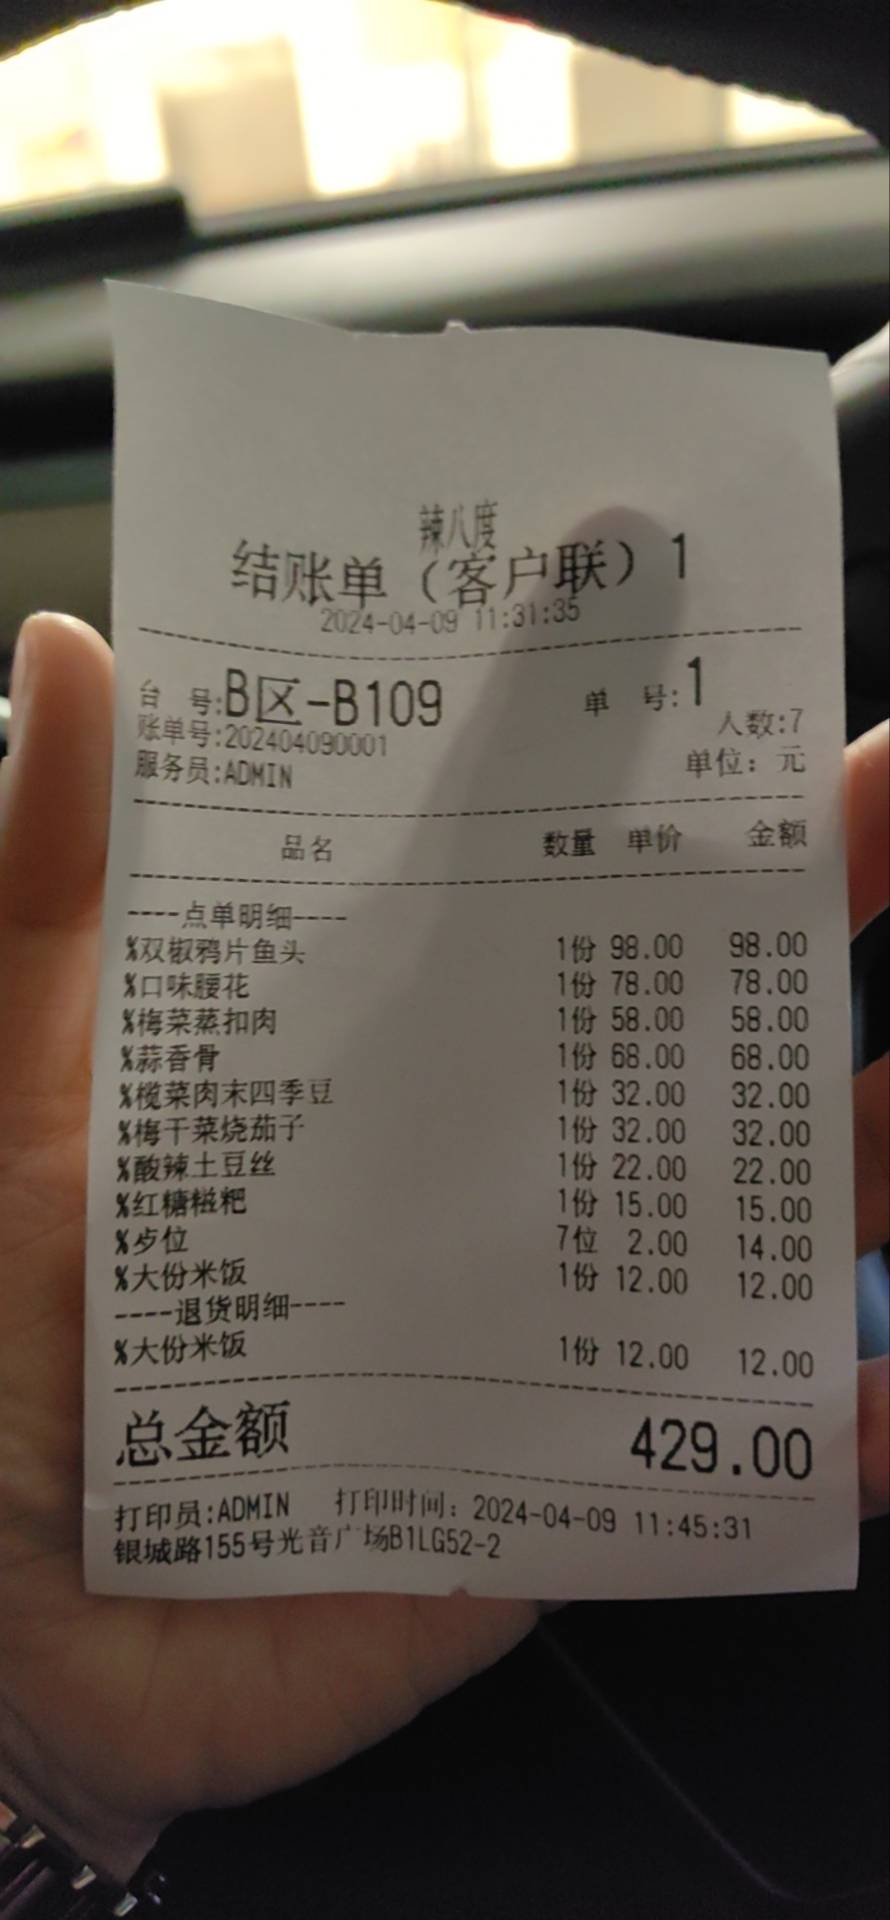 辣八度
结账单（客户联）1
2024-04-09 11:31:35
台 号:B区-B109 单 号:1
账单号:202404090001 人数:7
服务员:ADMIN 单位：元
品名 数量 单价 金额
----点单明细----
%双椒鸦片鱼头 1份 98.00 98.00
%口味腰花 1份 78.00 78.00
%梅菜蒸扣肉 1份 58.00 58.00
%蒜香骨 1份 68.00 68.00
%榄菜肉末四季豆 1份 32.00 32.00
%梅干菜烧茄子 1份 32.00 32.00
%酸辣土豆丝 1份 22.00 22.00
%红糖糍粑 1份 15.00 15.00
%歺位 7位 2.00 14.00
%大份米饭 1份 12.00 12.00
----退货明细----
%大份米饭 1份 12.00 12.00
总金额 429.00
打印员:ADMIN 打印时间：2024-04-09 11:45:31
银城路155号光音广场B1LG52-2